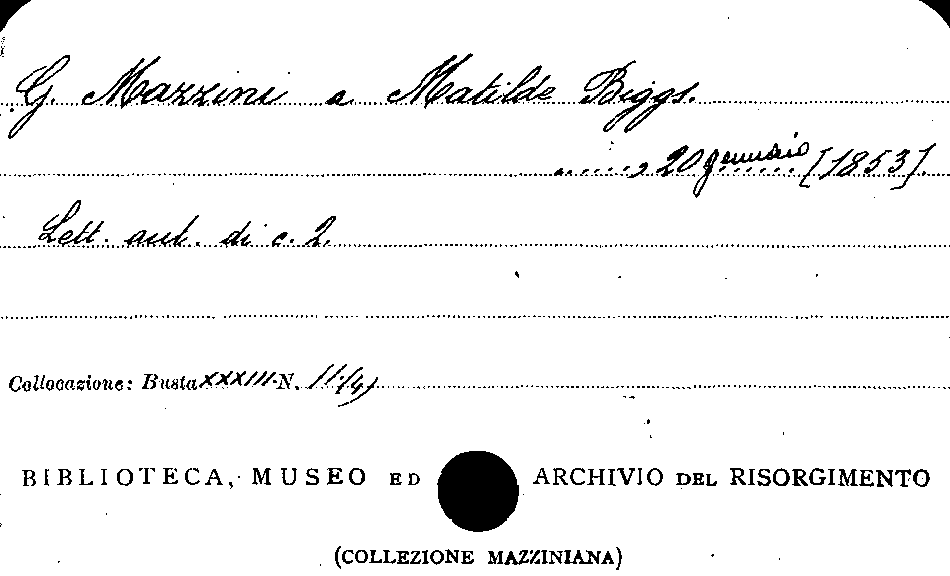 G. Mazzini a Matilde Biggs.
......, 20 gennaio [1853].
Lett. aut. di c. 2.
Collocazione: Busta XXXIII. N. 11.(4)
BIBLIOTECA, MUSEO ED ARCHIVIO DEL RISORGIMENTO
(COLLEZIONE MAZZINIANA)